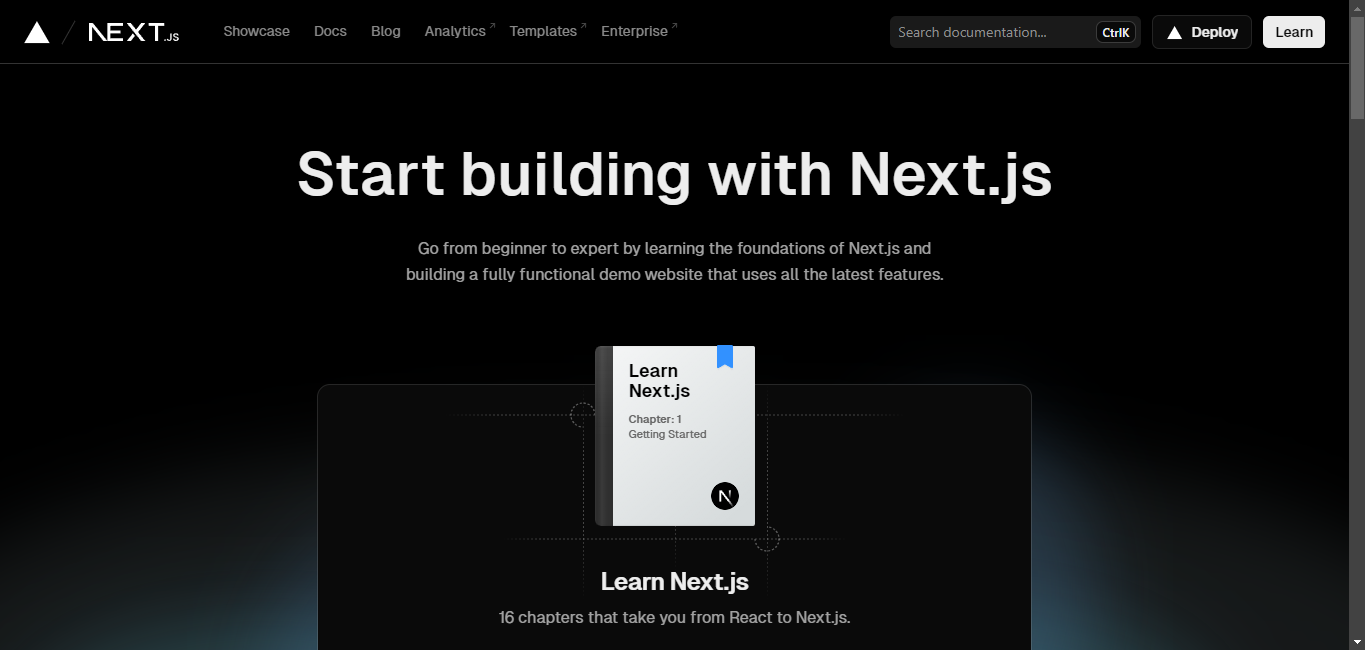 NEXT.JS
Showcase
Docs
Blog
Analytics
Templates
Enterprise
Search documentation...
CtrlK
Deploy
Learn
Start building with Next.js
Go from beginner to expert by learning the foundations of Next.js and
building a fully functional demo website that uses all the latest features.
Learn
Next.js
Chapter: 1
Getting Started
N
Learn Next.js
16 chapters that take you from React to Next.js.